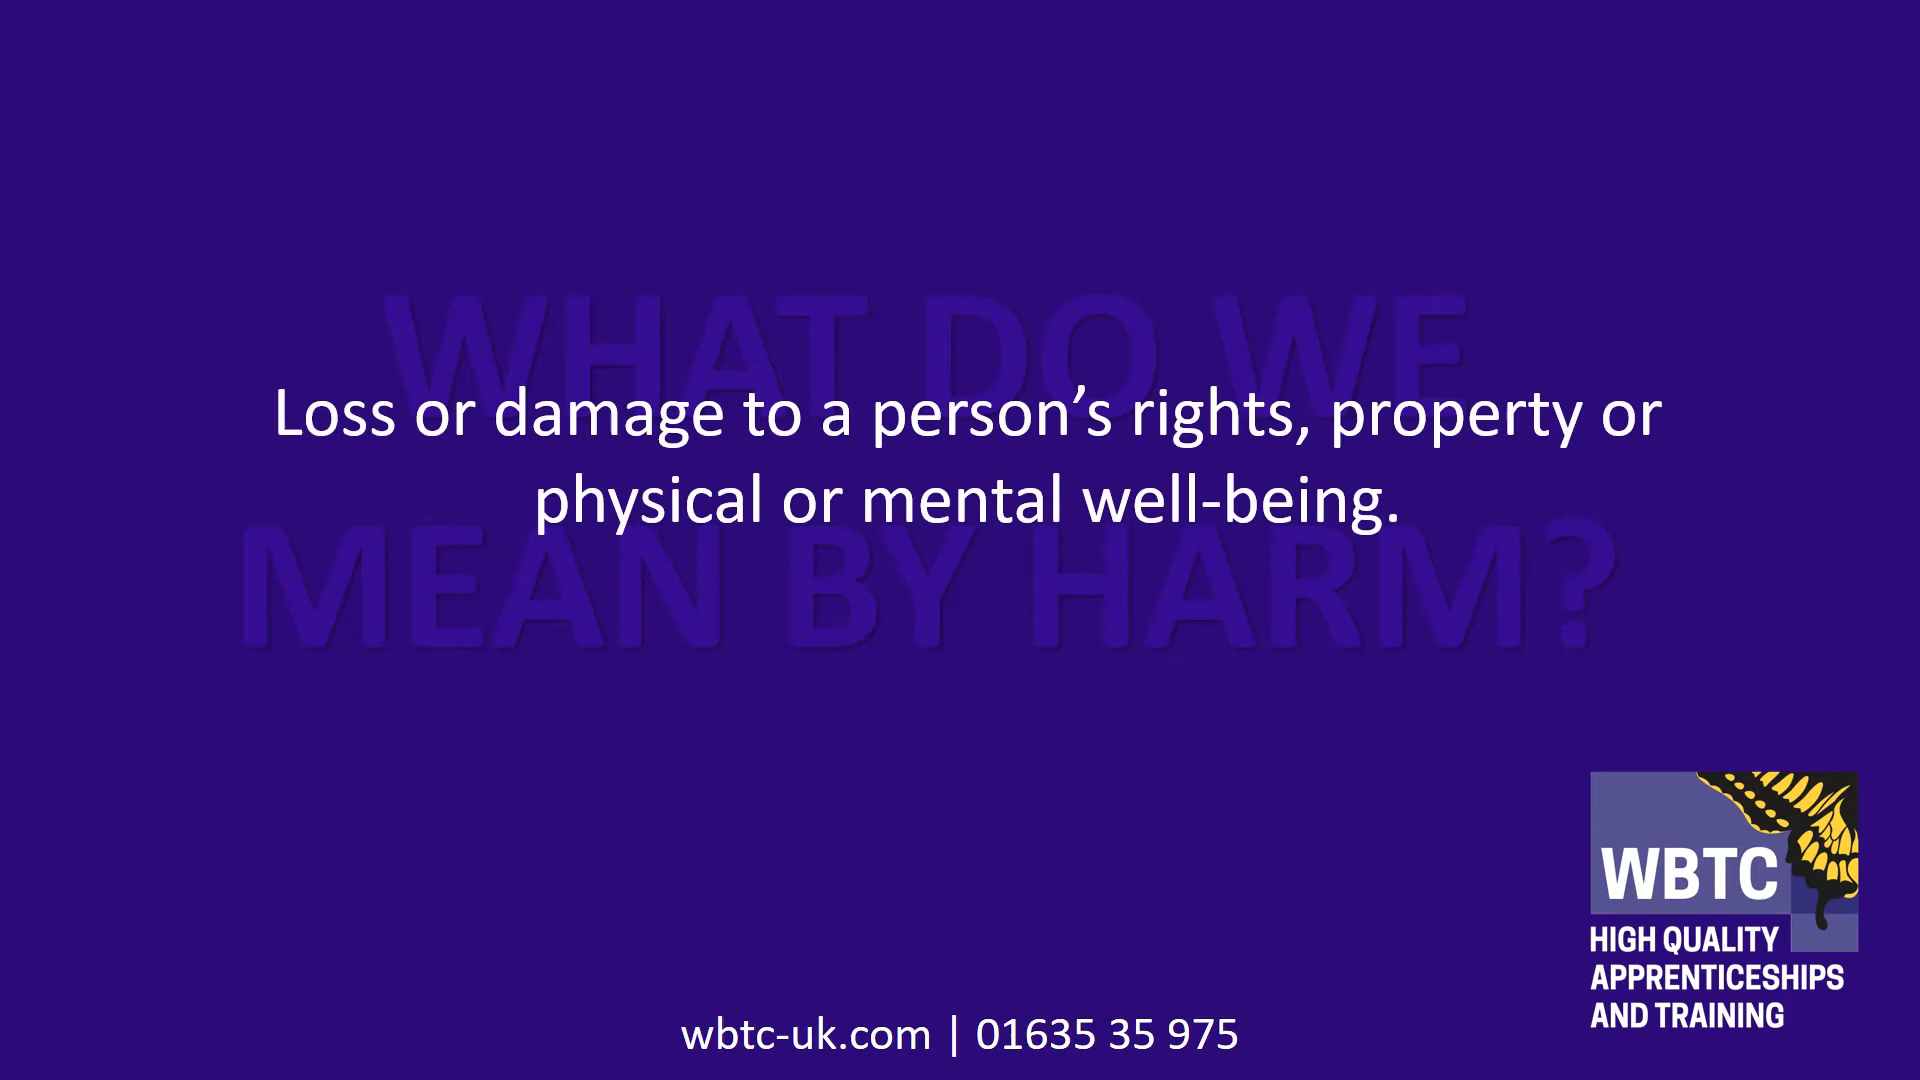 WHAT DO WE
Loss or damage to a person’s rights, property or
physical or mental well-being.
MEAN BY HARM?
WBTC
HIGH QUALITY
APPRENTICESHIPS
AND TRAINING
wbtc-uk.com | 01635 35 975